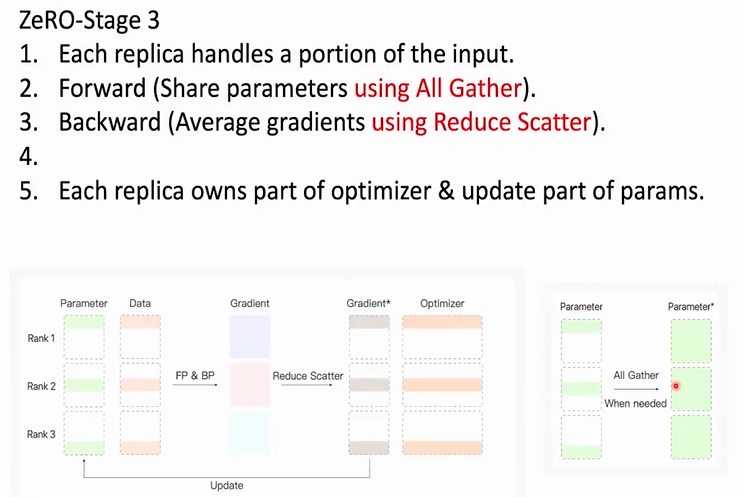 ZeRO-Stage 3
1. Each replica handles a portion of the input.
2. Forward (Share parameters using All Gather).
3. Backward (Average gradients using Reduce Scatter).
4.
5. Each replica owns part of optimizer & update part of params.
Parameter Data Gradient Gradient* Optimizer
Rank 1
Rank 2
Rank 3
FP & BP
Reduce Scatter
Update
Parameter Parameter*
All Gather
When needed